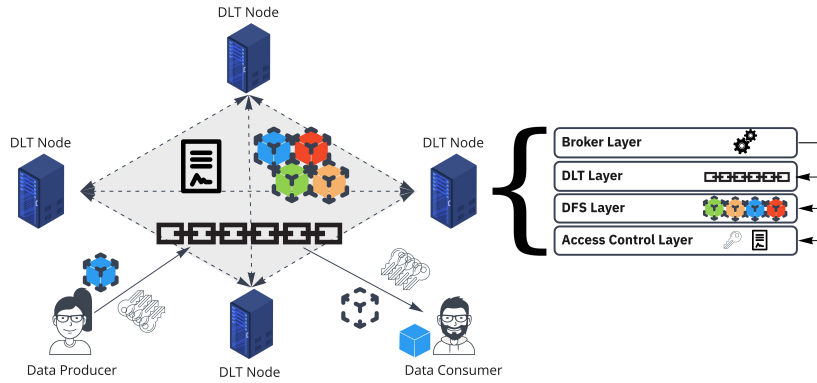 DLT Node
DLT Node
DLT Node
Broker Layer
DLT Layer
DFS Layer
Access Control Layer
Data Producer
DLT Node
Data Consumer